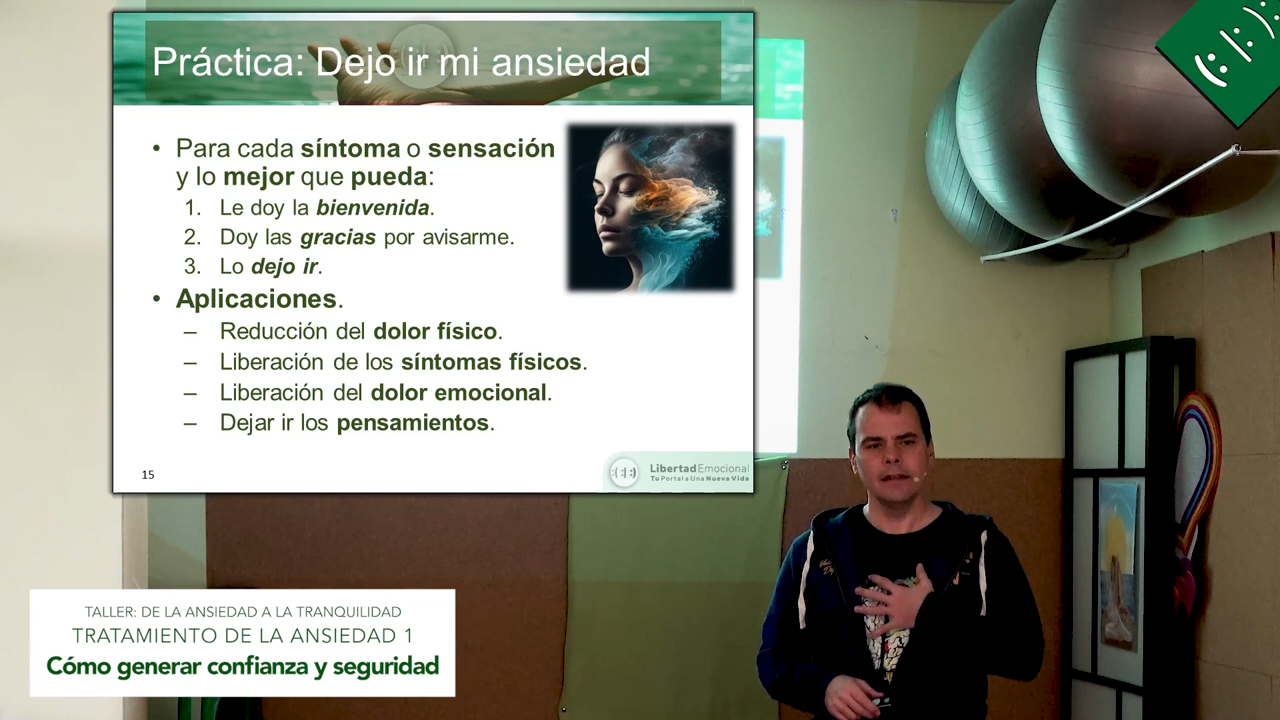 Práctica: Dejo ir mi ansiedad
• Para cada síntoma o sensación
y lo mejor que pueda:
1. Le doy la bienvenida.
2. Doy las gracias por avisarme.
3. Lo dejo ir.
• Aplicaciones.
– Reducción del dolor físico.
– Liberación de los síntomas físicos.
– Liberación del dolor emocional.
– Dejar ir los pensamientos.
15
Libertad Emocional
Tu Portal a Una Nueva Vida
TALLER: DE LA ANSIEDAD A LA TRANQUILIDAD
TRATAMIENTO DE LA ANSIEDAD 1
Cómo generar confianza y seguridad